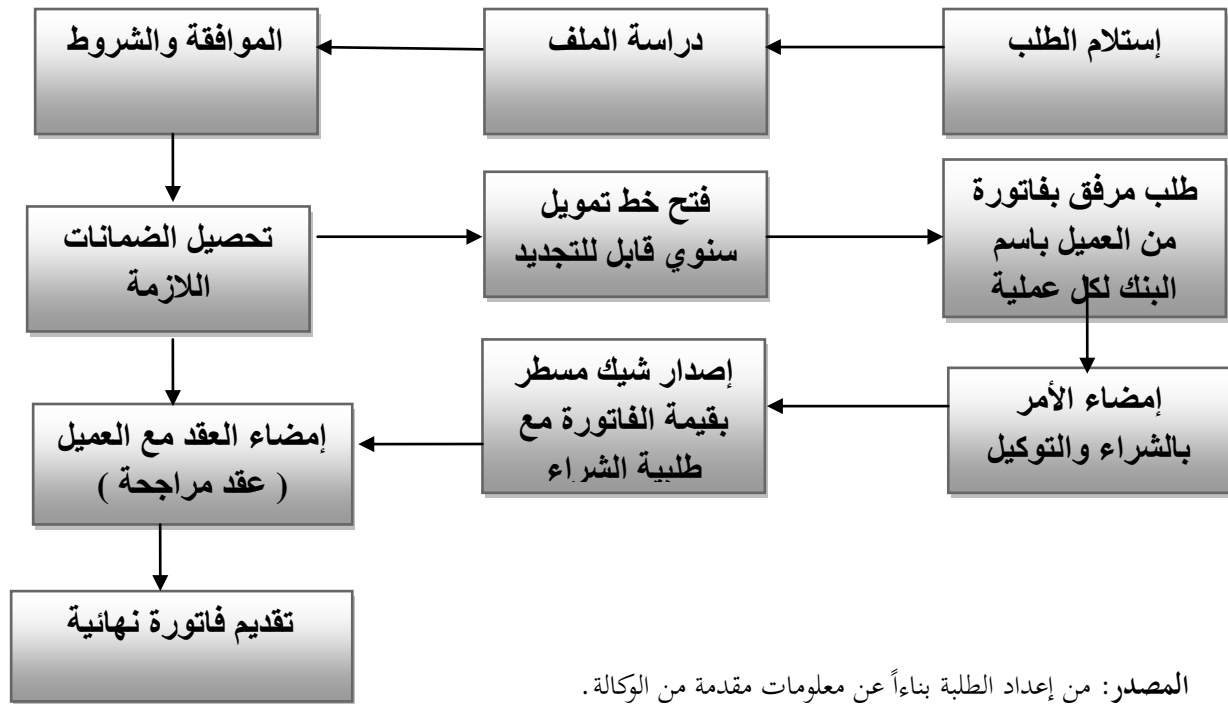 إستلام الطلب
دراسة الملف
الموافقة والشروط
تحصيل الضمانات
اللازمة
فتح خط تمويل
سنوي قابل للتجديد
طلب مرفق بفاتورة
من العميل باسم
البنك لكل عملية
إمضاء الأمر
بالشراء والتوكيل
إصدار شيك مسطر
بقيمة الفاتورة مع
طلبية الشراء
إمضاء العقد مع العميل
( عقد مراجحة )
تقديم فاتورة نهائية
المصدر: من إعداد الطلبة بناءاً عن معلومات مقدمة من الوكالة.